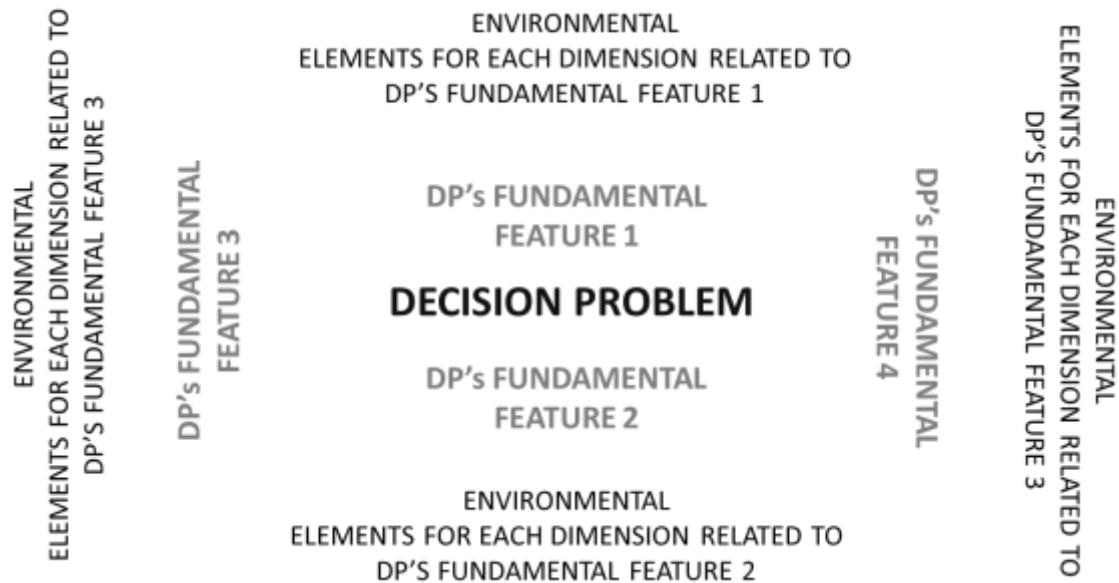 ENVIRONMENTAL
ELEMENTS FOR EACH DIMENSION RELATED TO
DP'S FUNDAMENTAL FEATURE 1
ENVIRONMENTAL
ELEMENTS FOR EACH DIMENSION RELATED TO
DP'S FUNDAMENTAL FEATURE 3
DP's FUNDAMENTAL
FEATURE 3
DP's FUNDAMENTAL
FEATURE 1
DECISION PROBLEM
DP's FUNDAMENTAL
FEATURE 2
DP's FUNDAMENTAL
FEATURE 4
ENVIRONMENTAL
ELEMENTS FOR EACH DIMENSION RELATED TO
DP'S FUNDAMENTAL FEATURE 3
ENVIRONMENTAL
ELEMENTS FOR EACH DIMENSION RELATED TO
DP'S FUNDAMENTAL FEATURE 2